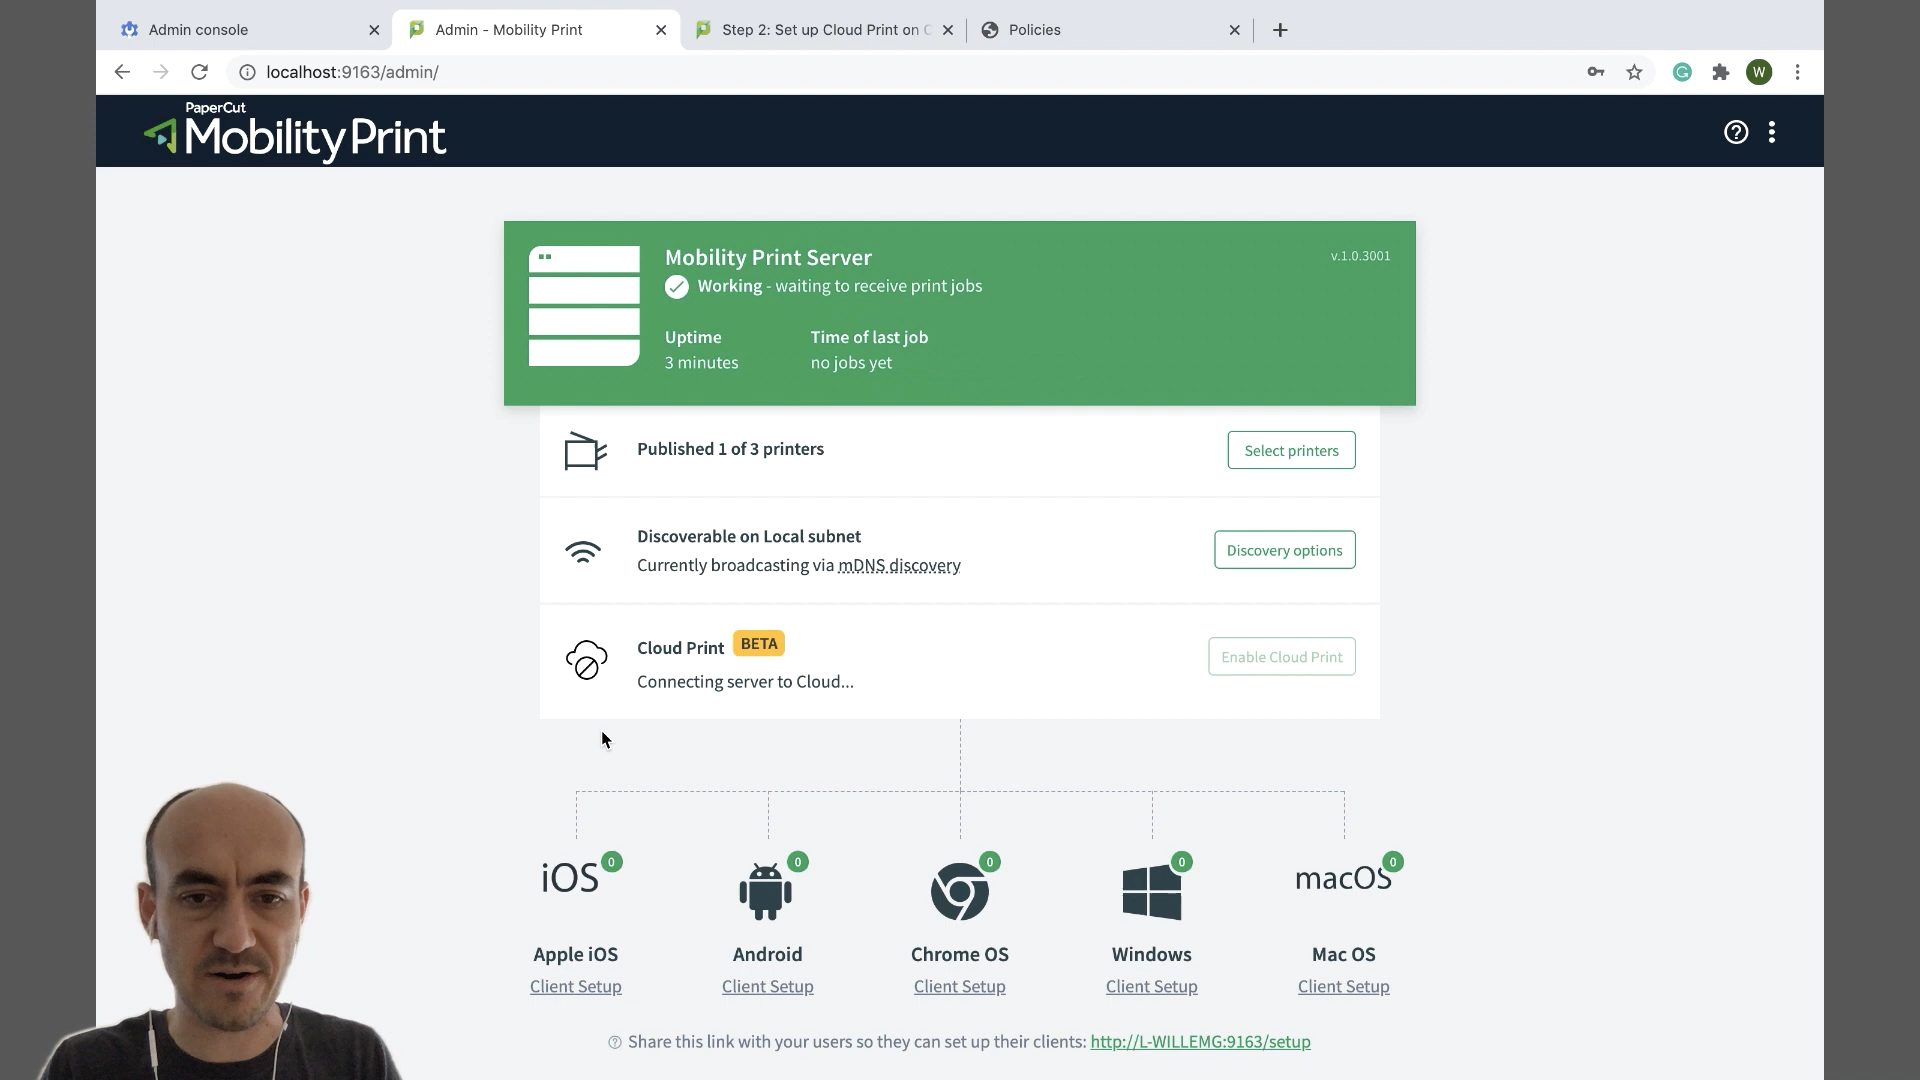 Admin console
Admin - Mobility Print
Step 2: Set up Cloud Print on C
Policies
localhost:9163/admin/
W
PaperCut
Mobility Print
Mobility Print Server
v.1.0.3001
Working - waiting to receive print jobs
Uptime
Time of last job
3 minutes
no jobs yet
Published 1 of 3 printers
Select printers
Discoverable on Local subnet
Currently broadcasting via mDNS discovery
Discovery options
Cloud Print BETA
Connecting server to Cloud...
Enable Cloud Print
iOS 0
0
0
0
macOS 0
Apple iOS
Android
Chrome OS
Windows
Mac OS
Client Setup
Client Setup
Client Setup
Client Setup
Client Setup
Share this link with your users so they can set up their clients: http://L-WILLEMG:9163/setup